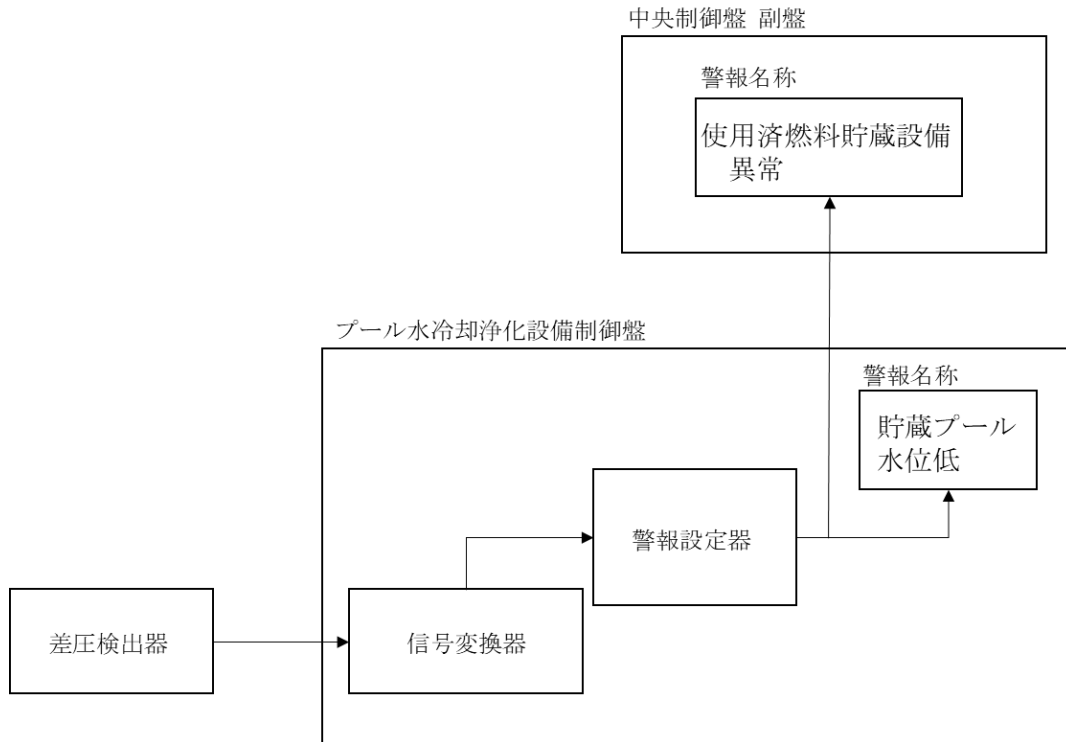 中央制御盤 副盤
警報名称
使用済燃料貯蔵設備
異常
プール水冷却浄化設備制御盤
警報名称
貯蔵プール
水位低
警報設定器
差圧検出器
信号変換器